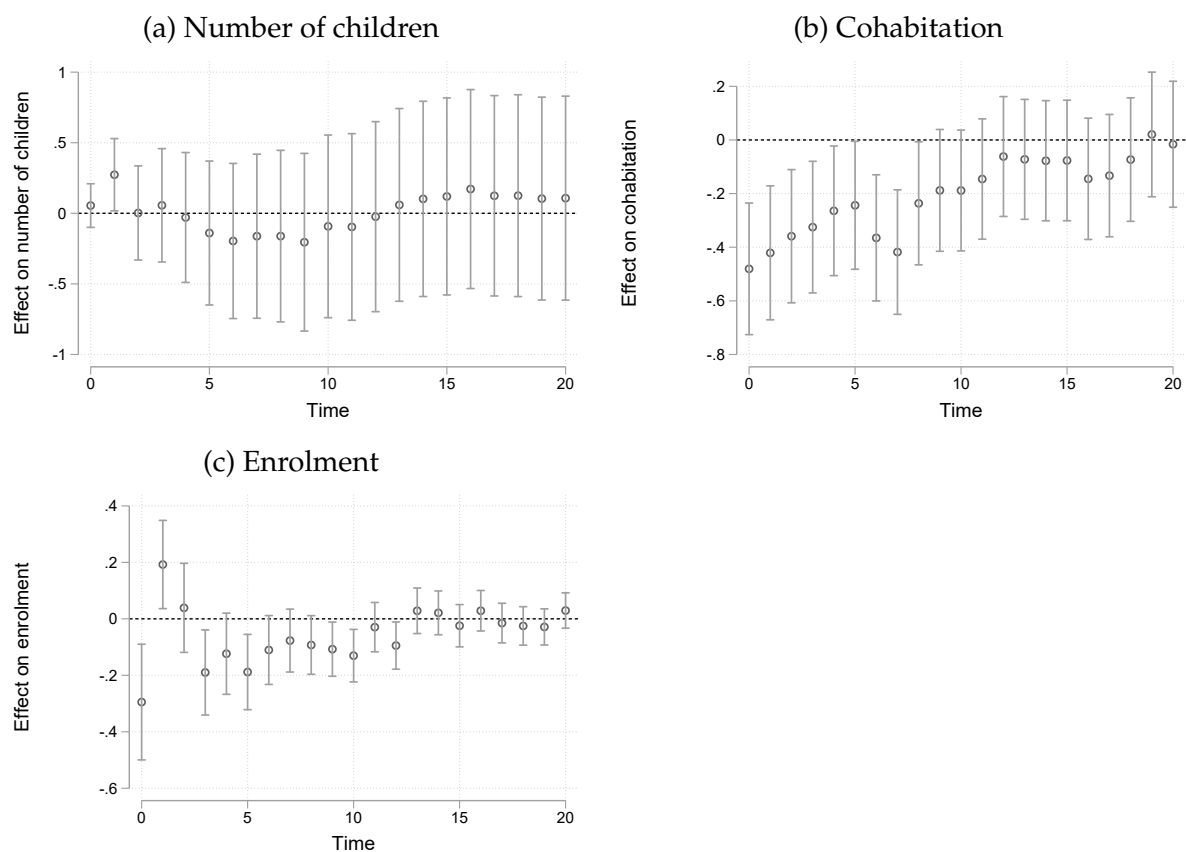 (a) Number of children
Effect on number of children
1
.5
0
-.5
-1
0 5 10 15 20
Time
(b) Cohabitation
Effect on cohabitation
.2
0
-.2
-.4
-.6
-.8
0 5 10 15 20
Time
(c) Enrolment
Effect on enrolment
.4
.2
0
-.2
-.4
-.6
0 5 10 15 20
Time